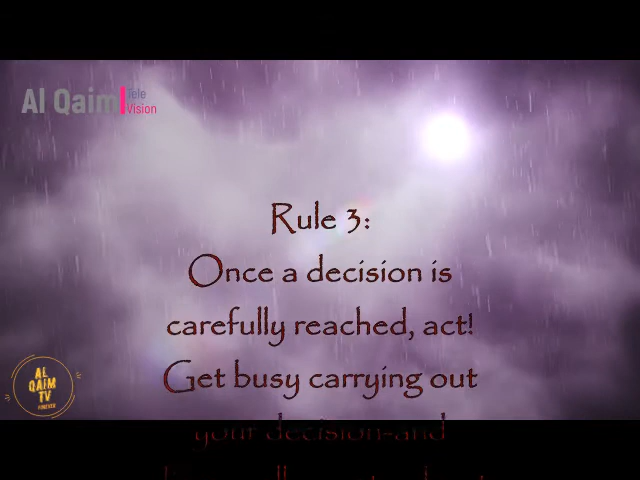 Al Qaim Tele
Vision
Rule 3:
Once a decision is
carefully reached, act!
Get busy carrying out
your decision-and
AL
QAIM
TV
FOREVER